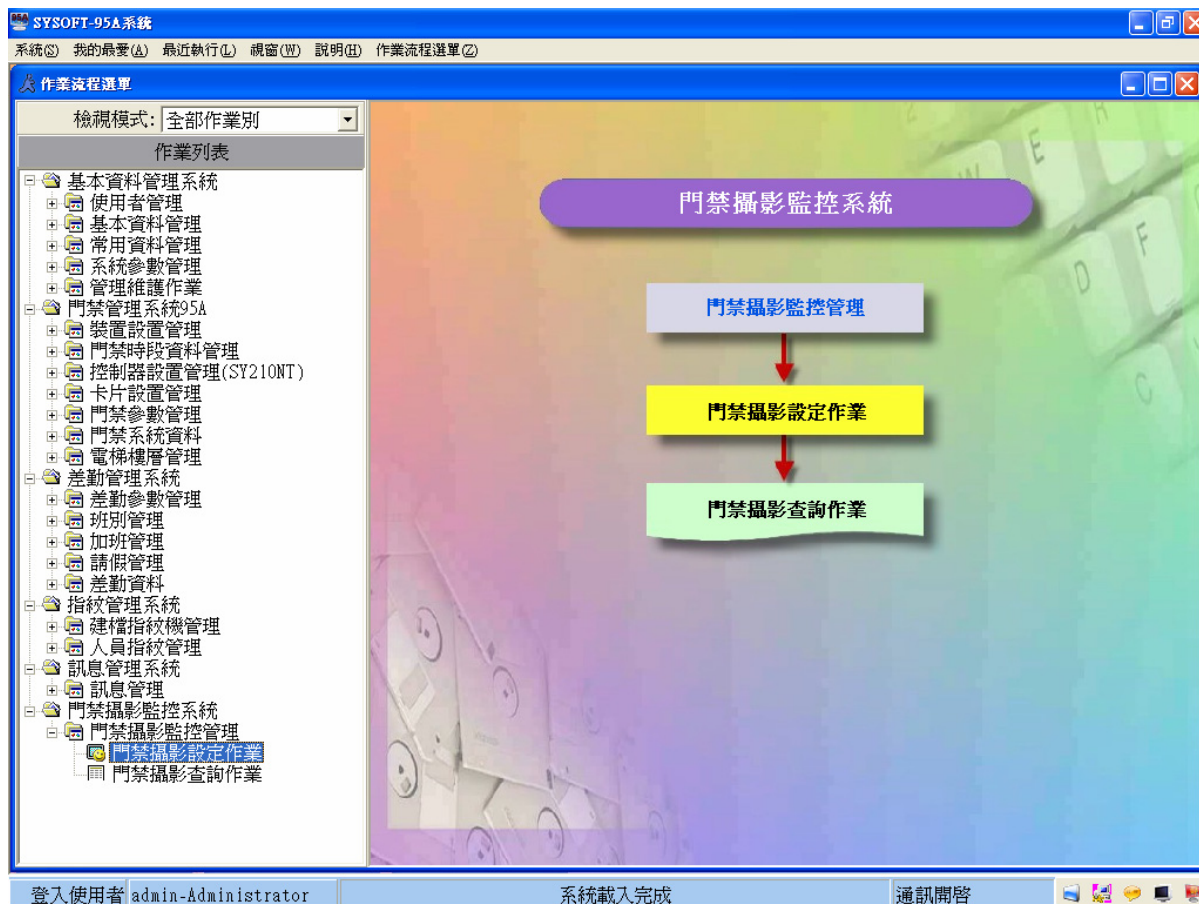 SYSOFT-95A系統
系統(S) 我的最愛(A) 最近執行(L) 視窗(W) 說明(H) 作業流程選單(Z)
作業流程選單
檢視模式: 全部作業別
作業列表
基本資料管理系統
使用者管理
基本資料管理
常用資料管理
系統參數管理
管理維護作業
門禁管理系統95A
裝置設置管理
門禁時段資料管理
控制器設置管理(SY210NT)
卡片設置管理
門禁參數管理
門禁系統資料
電梯樓層管理
差勤管理系統
差勤參數管理
班別管理
加班管理
請假管理
差勤資料
指紋管理系統
建檔指紋機管理
人員指紋管理
訊息管理系統
訊息管理
門禁攝影監控系統
門禁攝影監控管理
門禁攝影設定作業
門禁攝影查詢作業
門禁攝影監控系統
門禁攝影監控管理
門禁攝影設定作業
門禁攝影查詢作業
登入使用者 admin-Administrator 系統載入完成 通訊開啓